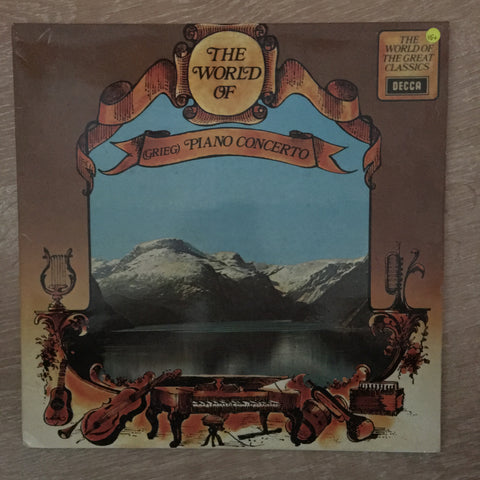 THE
WORLD
OF
(GRIEG) PIANO CONCERTO
THE
WORLD OF
THE GREAT
CLASSICS
DECCA